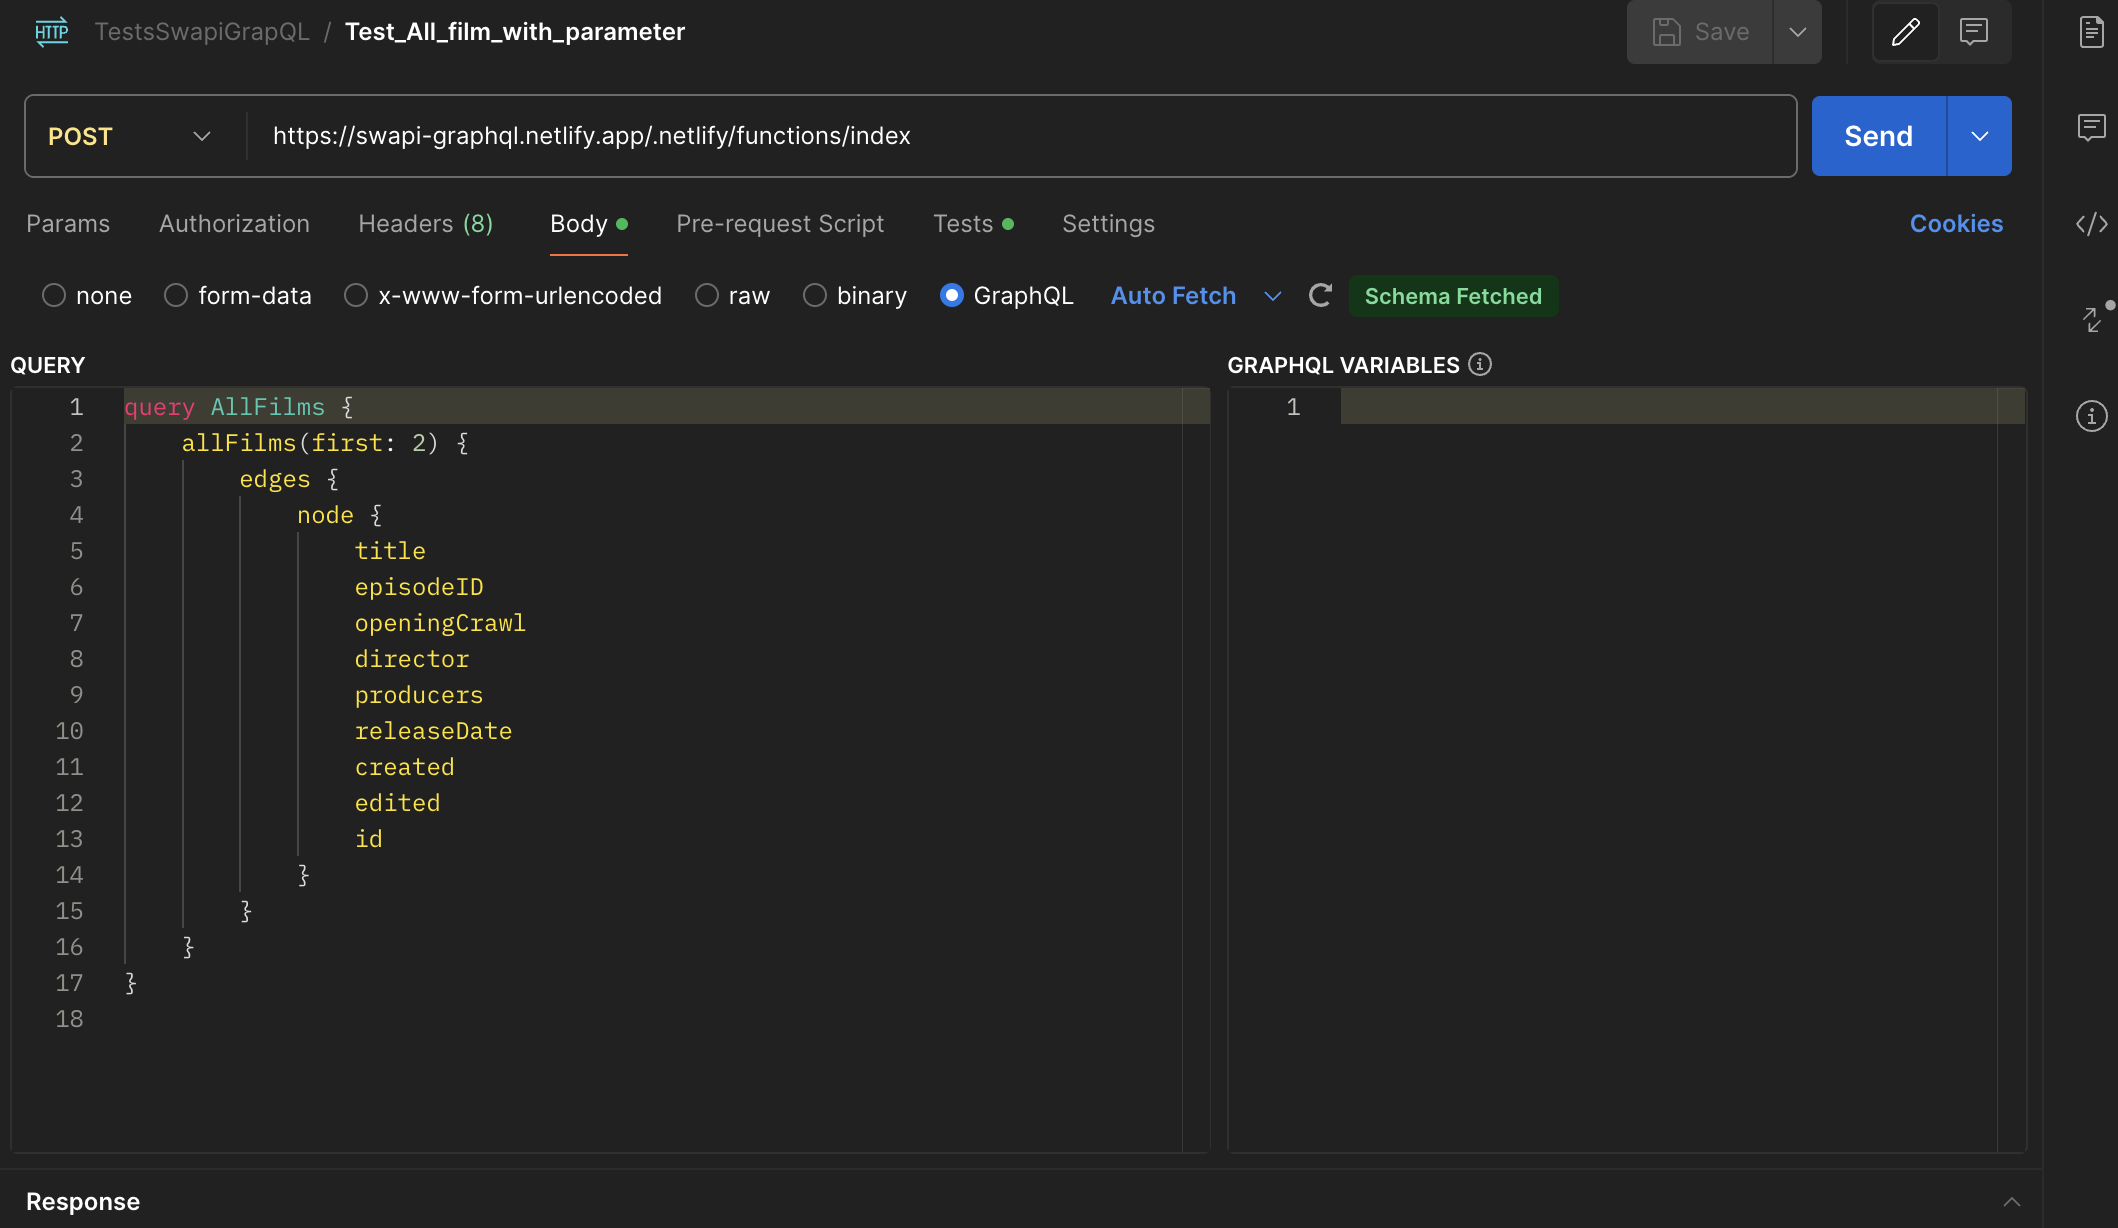 HTTP TestsSwapiGrapQL / Test_All_film_with_parameter Save
POST https://swapi-graphql.netlify.app/.netlify/functions/index Send
Params Authorization Headers (8) Body Pre-request Script Tests Settings Cookies
none form-data x-www-form-urlencoded raw binary GraphQL Auto Fetch Schema Fetched
QUERY GRAPHQL VARIABLES
1 query AllFilms { 1
2 allFilms(first: 2) {
3 edges {
4 node {
5 title
6 episodeID
7 openingCrawl
8 director
9 producers
10 releaseDate
11 created
12 edited
13 id
14 }
15 }
16 }
17 }
18
Response